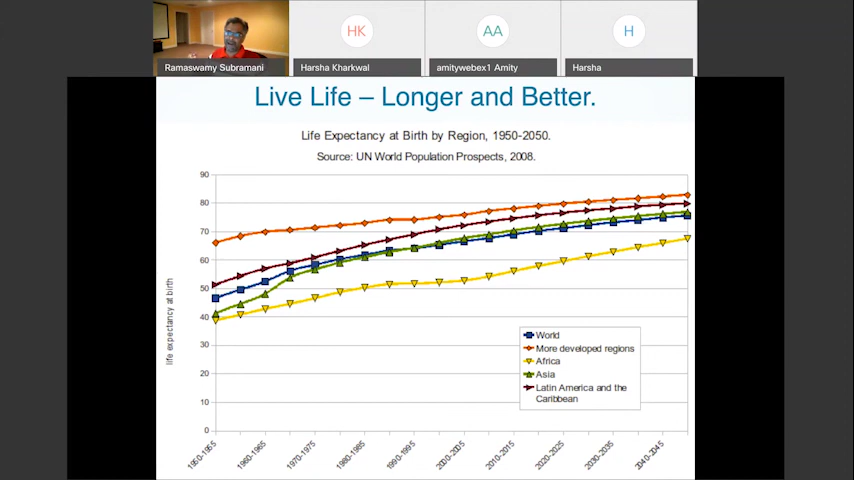 HK
AA
H
Ramaswamy Subramani
Harsha Kharkwal
amitywebex1 Amity
Harsha
Live Life – Longer and Better.
Life Expectancy at Birth by Region, 1950-2050.
Source: UN World Population Prospects, 2008.
90
80
70
60
50
40
30
20
10
0
life expectancy at birth
World
More developed regions
Africa
Asia
Latin America and the
Caribbean
1950-1955
1960-1965
1970-1975
1980-1985
1990-1995
2000-2005
2010-2015
2020-2025
2030-2035
2040-2045